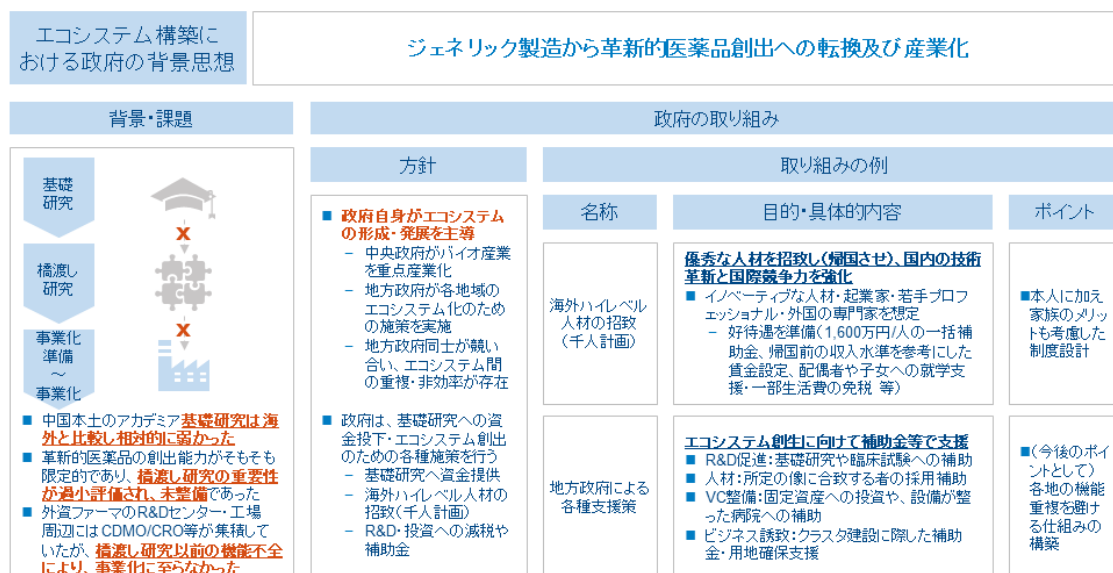 エコシステム構築に
おける政府の背景思想
ジェネリック製造から革新的医薬品創出への転換及び産業化
背景・課題
政府の取り組み
基礎
研究
X
橋渡し
研究
X
事業化
準備
～
事業化
■ 中国本土のアカデミア基礎研究は海
外と比較し相対的に弱かった
■ 革新的医薬品の創出能力がそもそも
限定的であり、橋渡し研究の重要性
が過小評価され、未整備であった
■ 外資ファーマのR&Dセンター・工場
周辺にはCDMO/CRO等が集積して
いたが、橋渡し研究以前の機能不全
により、事業化に至らなかった
方針
■ 政府自身がエコシステム
の形成・発展を主導
– 中央政府がバイオ産業
を重点産業化
– 地方政府が各地域の
エコシステム化のため
の施策を実施
– 地方政府同士が競い
合い、エコシステム間
の重複・非効率が存在
■ 政府は、基礎研究への資
金投下・エコシステム創出
のための各種施策を行う
– 基礎研究へ資金提供
– 海外ハイレベル人材の
招致(千人計画)
– R&D・投資への減税や
補助金
取り組みの例
名称
目的・具体的内容
ポイント
海外ハイレベル
人材の招致
(千人計画)
優秀な人材を招致し(帰国させ)、国内の技術
革新と国際競争力を強化
■ イノベーティブな人材・起業家・若手プロフ
ェッショナル・外国の専門家を想定
– 好待遇を準備(1,600万円/人の一括補
助金、帰国前の収入水準を参考にした
賃金設定、配偶者や子女への就学支
援・一部生活費の免税 等)
■本人に加え
家族のメリッ
トも考慮した
制度設計
地方政府による
各種支援策
エコシステム創生に向けて補助金等で支援
■ R&D促進:基礎研究や臨床試験への補助
■ 人材:所定の像に合致する者の採用補助
■ VC整備:固定資産への投資や、設備が整
った病院への補助
■ ビジネス誘致:クラスタ建設に際した補助
金・用地確保支援
■(今後のポイ
ントとして)
各地の機能
重複を避け
る仕組みの
構築